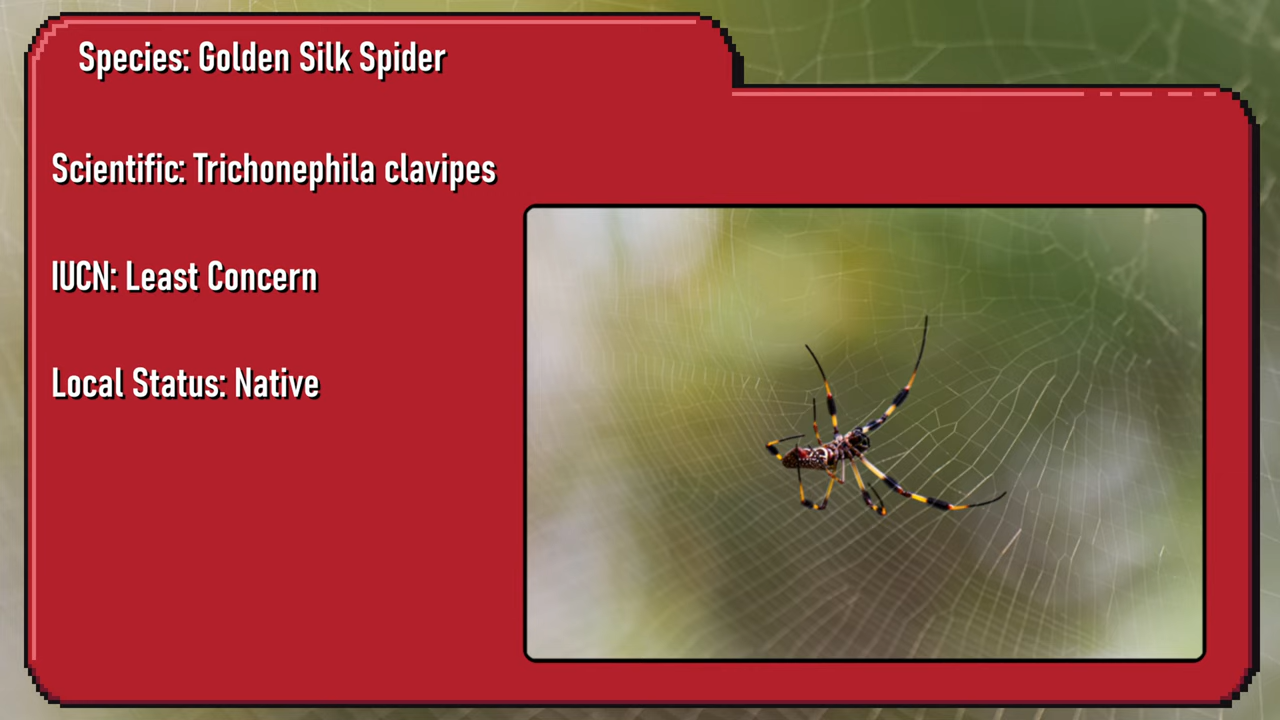 Species: Golden Silk Spider
Scientific: Trichonephila clavipes
IUCN: Least Concern
Local Status: Native